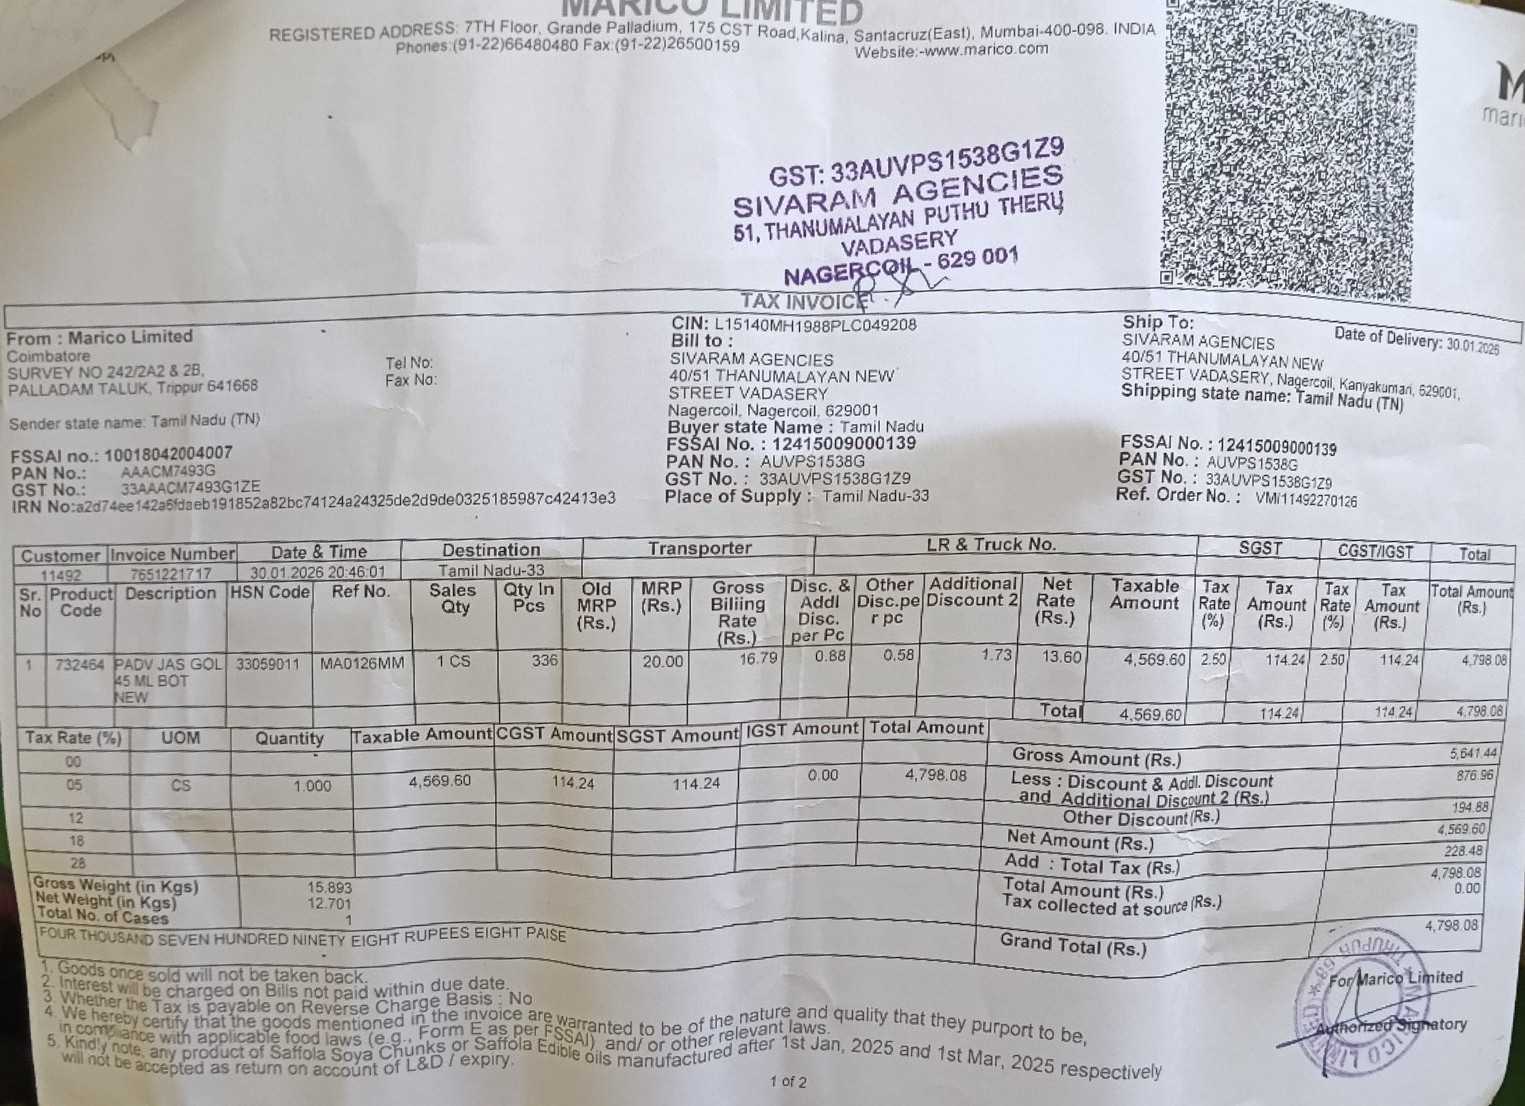 MARICO LIMITED
REGISTERED ADDRESS: 7TH Floor, Grande Palladium, 175 CST Road,Kalina, Santacruz(East), Mumbai-400-098. INDIA
Phones:(91-22)66480480 Fax:(91-22)26500159 Website:-www.marico.com
GST: 33AUVPS1538G1Z9
SIVARAM AGENCIES
51, THANUMALAYAN PUTHU THERU
VADASERY
NAGERCOIL - 629 001
TAX INVOICE
From : Marico Limited
Coimbatore
SURVEY NO 242/2A2 & 2B,
PALLADAM TALUK, Trippur 641668
Sender state name: Tamil Nadu (TN)
FSSAI no.: 10018042004007
PAN No.: AAACM7493G
GST No.: 33AAACM7493G1ZE
IRN No:a2d74ee142a6fdaeb191852a82bc74124a24325de2d9de0325185987c42413e3
Tel No:
Fax No:
CIN: L15140MH1988PLC049208
Bill to :
SIVARAM AGENCIES
40/51 THANUMALAYAN NEW
STREET VADASERY
Nagercoil, Nagercoil, 629001
Buyer state Name : Tamil Nadu
FSSAI No. : 12415009000139
PAN No. : AUVPS1538G
GST No. : 33AUVPS1538G1Z9
Place of Supply : Tamil Nadu-33
Ship To:
Date of Delivery: 30.01.2026
SIVARAM AGENCIES
40/51 THANUMALAYAN NEW
STREET VADASERY, Nagercoil, Kanyakumari, 629001,
Shipping state name: Tamil Nadu (TN)
FSSAI No. : 12415009000139
PAN No. : AUVPS1538G
GST No. : 33AUVPS1538G1Z9
Ref. Order No. : VMI11492270126
Customer Invoice Number Date & Time Destination Transporter LR & Truck No. SGST CGST/IGST Total
11492 7651221717 30.01.2026 20:46:01 Tamil Nadu-33
Sr. No Product Code Description HSN Code Ref No. Sales Qty Qty In Pcs Old MRP (Rs.) MRP (Rs.) Gross Biliing Rate (Rs.) Disc. & Addl Disc. per Pc Other Disc.pe r pc Additional Discount 2 Net Rate (Rs.) Taxable Amount Tax Rate (%) Tax Amount (Rs.) Tax Rate (%) Tax Amount (Rs.) Total Amount (Rs.)
1 732464 PADV JAS GOL 45 ML BOT NEW 33059011 MA0126MM 1 CS 336 20.00 16.79 0.88 0.58 1.73 13.60 4,569.60 2.50 114.24 2.50 114.24 4,798.08
Total 4,569.60 114.24 114.24 4,798.08
Tax Rate (%) UOM Quantity Taxable Amount CGST Amount SGST Amount IGST Amount Total Amount
00
05 CS 1.000 4,569.60 114.24 114.24 0.00 4,798.08
12
18
28
Gross Amount (Rs.) 5,641.44
Less : Discount & Addl. Discount and Additional Discount 2 (Rs.) 876.96
Other Discount(Rs.) 194.88
Net Amount (Rs.) 4,569.60
Add : Total Tax (Rs.) 228.48
Total Amount (Rs.) 4,798.08
Tax collected at source (Rs.) 0.00
Grand Total (Rs.) 4,798.08
Gross Weight (in Kgs) 15.893
Net Weight (in Kgs) 12.701
Total No. of Cases 1
FOUR THOUSAND SEVEN HUNDRED NINETY EIGHT RUPEES EIGHT PAISE
1. Goods once sold will not be taken back.
2. Interest will be charged on Bills not paid within due date.
3. Whether the Tax is payable on Reverse Charge Basis : No
4. We hereby certify that the goods mentioned in the invoice are warranted to be of the nature and quality that they purport to be,
in compliance with applicable food laws (e.g., Form E as per FSSAI) and/ or other relevant laws.
5. Kindly note, any product of Saffola Soya Chunks or Saffola Edible oils manufactured after 1st Jan, 2025 and 1st Mar, 2025 respectively
will not be accepted as return on account of L&D / expiry.
For Marico Limited
Authorized Signatory
1 of 2